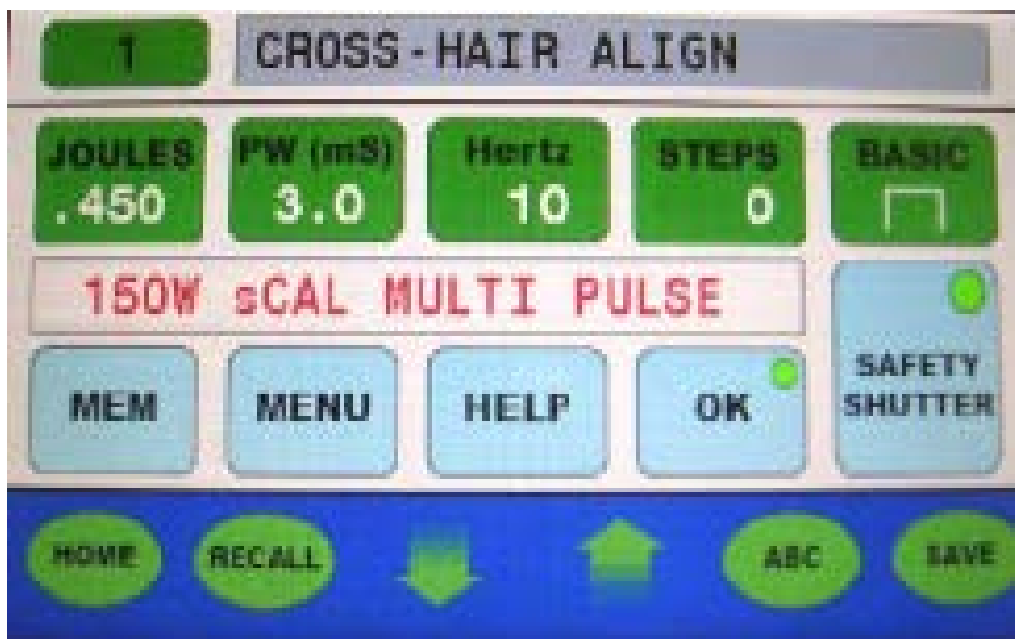 1 CROSS-HAIR ALIGN
JOULES PW (mS) Hertz STEPS BASIC
.450 3.0 10 0
150W sCAL MULTI PULSE
SAFETY
MEM MENU HELP OK SHUTTER
HOME RECALL ABC SAVE